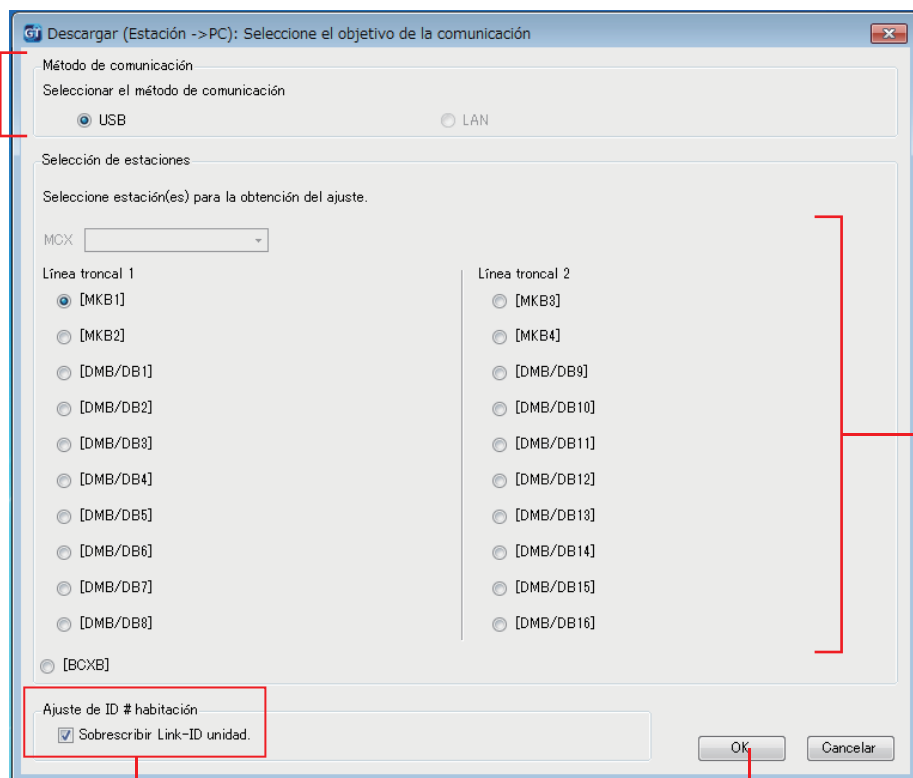 GT Descargar (Estación ->PC): Seleccione el objetivo de la comunicación
Método de comunicación
Seleccionar el método de comunicación
USB LAN
Selección de estaciones
Seleccione estación(es) para la obtención del ajuste.
MCX
Línea troncal 1
[MKB1]
[MKB2]
[DMB/DB1]
[DMB/DB2]
[DMB/DB3]
[DMB/DB4]
[DMB/DB5]
[DMB/DB6]
[DMB/DB7]
[DMB/DB8]
Línea troncal 2
[MKB3]
[MKB4]
[DMB/DB9]
[DMB/DB10]
[DMB/DB11]
[DMB/DB12]
[DMB/DB13]
[DMB/DB14]
[DMB/DB15]
[DMB/DB16]
[BCXB]
Ajuste de ID # habitación
Sobrescribir Link-ID unidad.
OK Cancelar